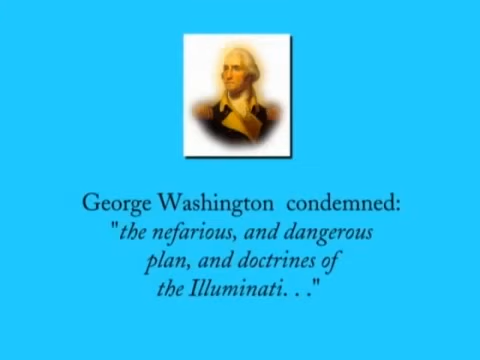 George Washington  condemned:
"the nefarious, and dangerous
plan, and doctrines of
the Illuminati. . ."